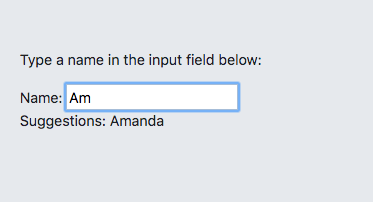 Type a name in the input field below:
Name: Am
Suggestions: Amanda